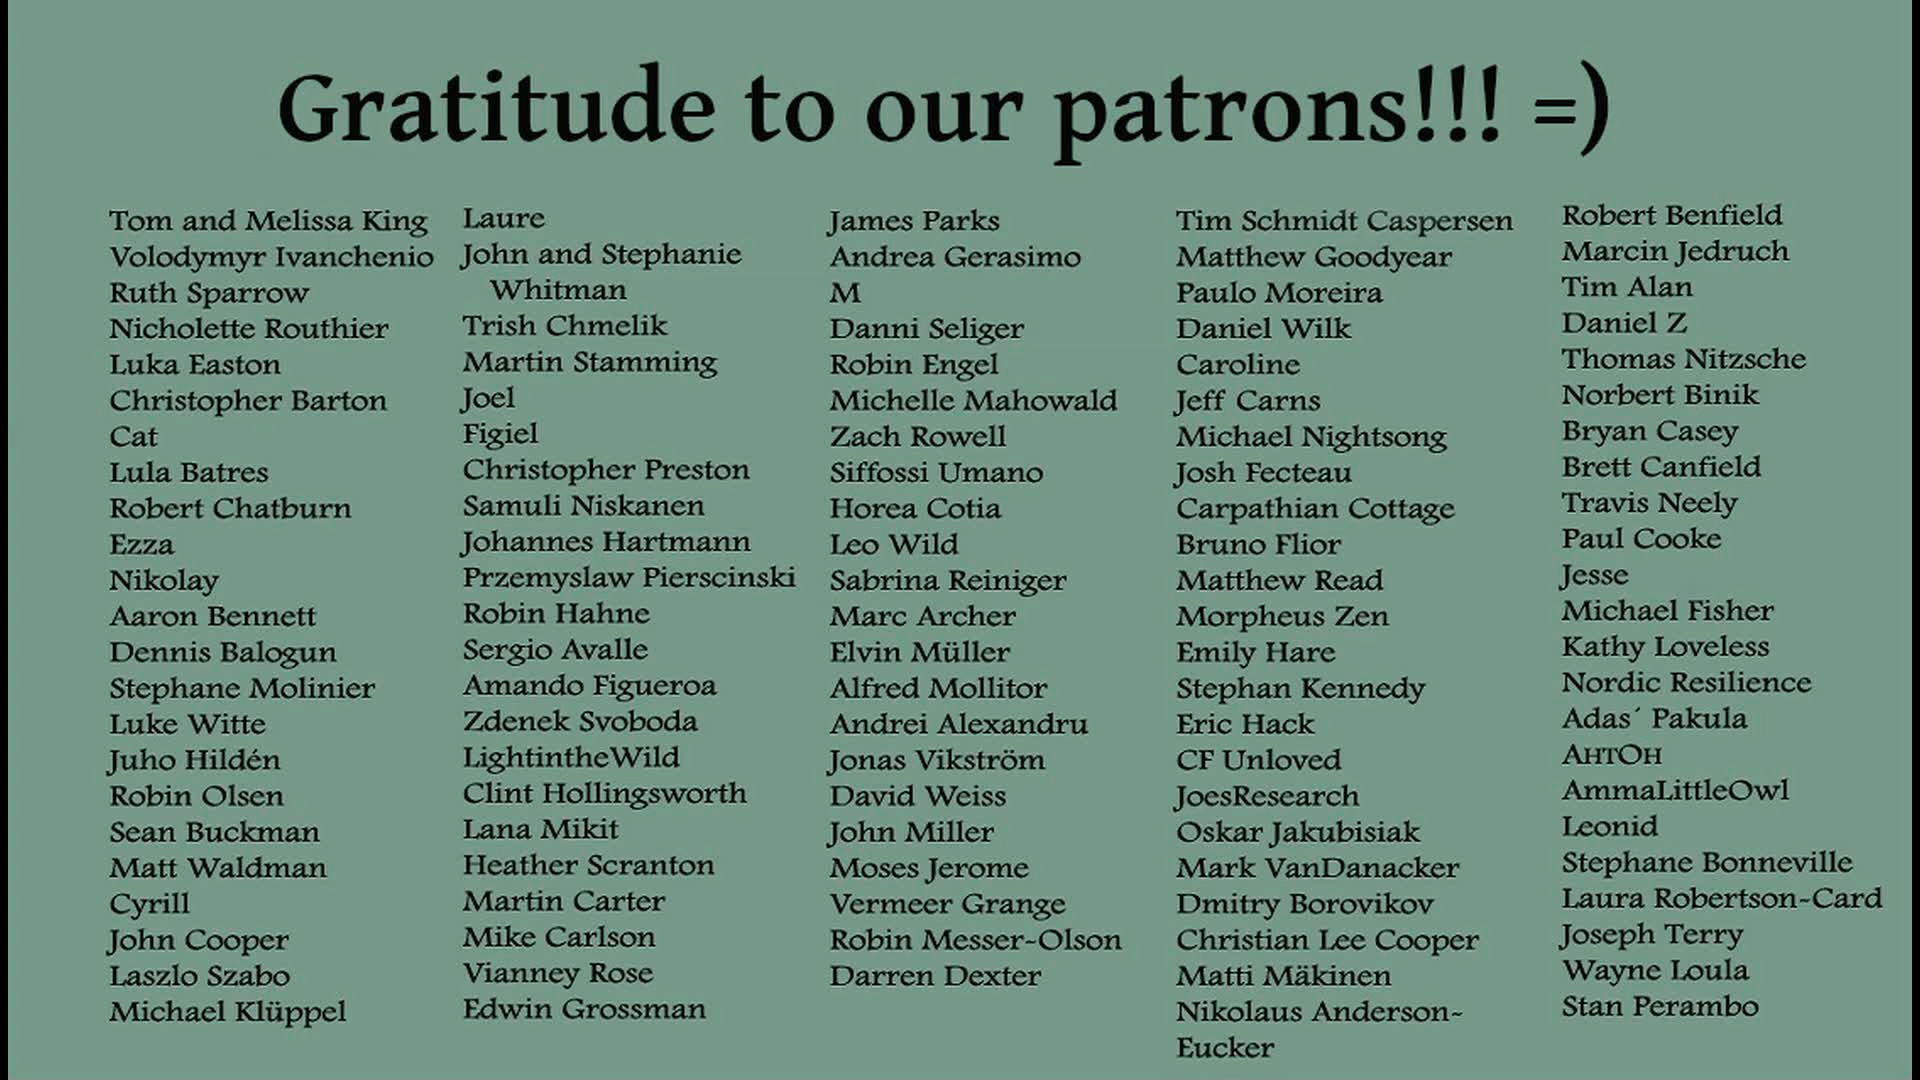 Gratitude to our patrons!!! =)
Tom and Melissa King
Volodymyr Ivanchenio
Ruth Sparrow
Nicholette Routhier
Luka Easton
Christopher Barton
Cat
Lula Batres
Robert Chatburn
Ezza
Nikolay
Aaron Bennett
Dennis Balogun
Stephane Molinier
Luke Witte
Juho Hildén
Robin Olsen
Sean Buckman
Matt Waldman
Cyrill
John Cooper
Laszlo Szabo
Michael Klüppel
Laure
John and Stephanie
Whitman
Trish Chmelik
Martin Stamming
Joel
Figiel
Christopher Preston
Samuli Niskanen
Johannes Hartmann
Przemyslaw Pierscinski
Robin Hahne
Sergio Avalle
Amando Figueroa
Zdenek Svoboda
LightintheWild
Clint Hollingsworth
Lana Mikit
Heather Scranton
Martin Carter
Mike Carlson
Vianney Rose
Edwin Grossman
James Parks
Andrea Gerasimo
M
Danni Seliger
Robin Engel
Michelle Mahowald
Zach Rowell
Siffossi Umano
Horea Cotia
Leo Wild
Sabrina Reiniger
Marc Archer
Elvin Müller
Alfred Mollitor
Andrei Alexandru
Jonas Vikström
David Weiss
John Miller
Moses Jerome
Vermeer Grange
Robin Messer-Olson
Darren Dexter
Tim Schmidt Caspersen
Matthew Goodyear
Paulo Moreira
Daniel Wilk
Caroline
Jeff Carns
Michael Nightsong
Josh Fecteau
Carpathian Cottage
Bruno Flior
Matthew Read
Morpheus Zen
Emily Hare
Stephan Kennedy
Eric Hack
CF Unloved
JoesResearch
Oskar Jakubisiak
Mark VanDanacker
Dmitry Borovikov
Christian Lee Cooper
Matti Mäkinen
Nikolaus Anderson-
Eucker
Robert Benfield
Marcin Jedruch
Tim Alan
Daniel Z
Thomas Nitzsche
Norbert Binik
Bryan Casey
Brett Canfield
Travis Neely
Paul Cooke
Jesse
Michael Fisher
Kathy Loveless
Nordic Resilience
Adas´ Pakula
AнтOн
AmmaLittleOwl
Leonid
Stephane Bonneville
Laura Robertson-Card
Joseph Terry
Wayne Loula
Stan Perambo